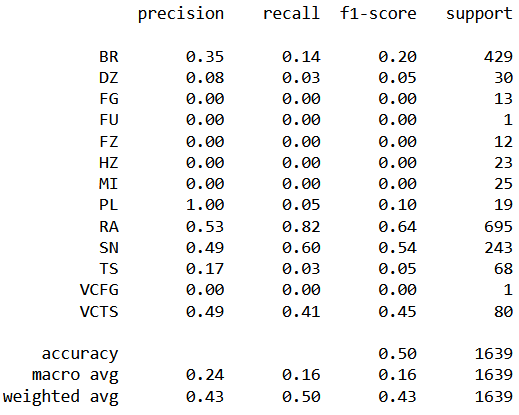 precision recall f1-score support
BR 0.35 0.14 0.20 429
DZ 0.08 0.03 0.05 30
FG 0.00 0.00 0.00 13
FU 0.00 0.00 0.00 1
FZ 0.00 0.00 0.00 12
HZ 0.00 0.00 0.00 23
MI 0.00 0.00 0.00 25
PL 1.00 0.05 0.10 19
RA 0.53 0.82 0.64 695
SN 0.49 0.60 0.54 243
TS 0.17 0.03 0.05 68
VCFG 0.00 0.00 0.00 1
VCTS 0.49 0.41 0.45 80
accuracy 0.50 1639
macro avg 0.24 0.16 0.16 1639
weighted avg 0.43 0.50 0.43 1639